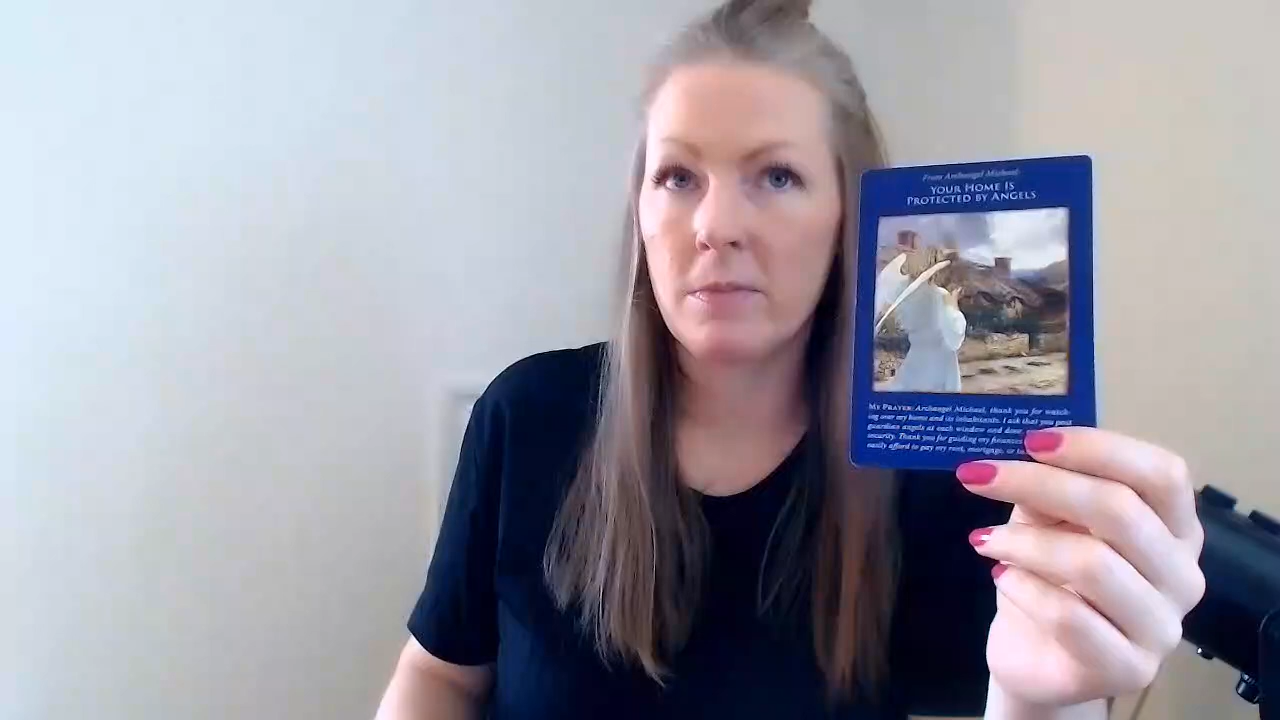 From Archangel Michael:
YOUR HOME IS
PROTECTED BY ANGELS
MY PRAYER: Archangel Michael, thank you for watch-
ing over my home and its inhabitants. I ask that you post
guardian angels at each window and door
security. Thank you for guiding my finances
easily afford to pay my rent, mortgage, or